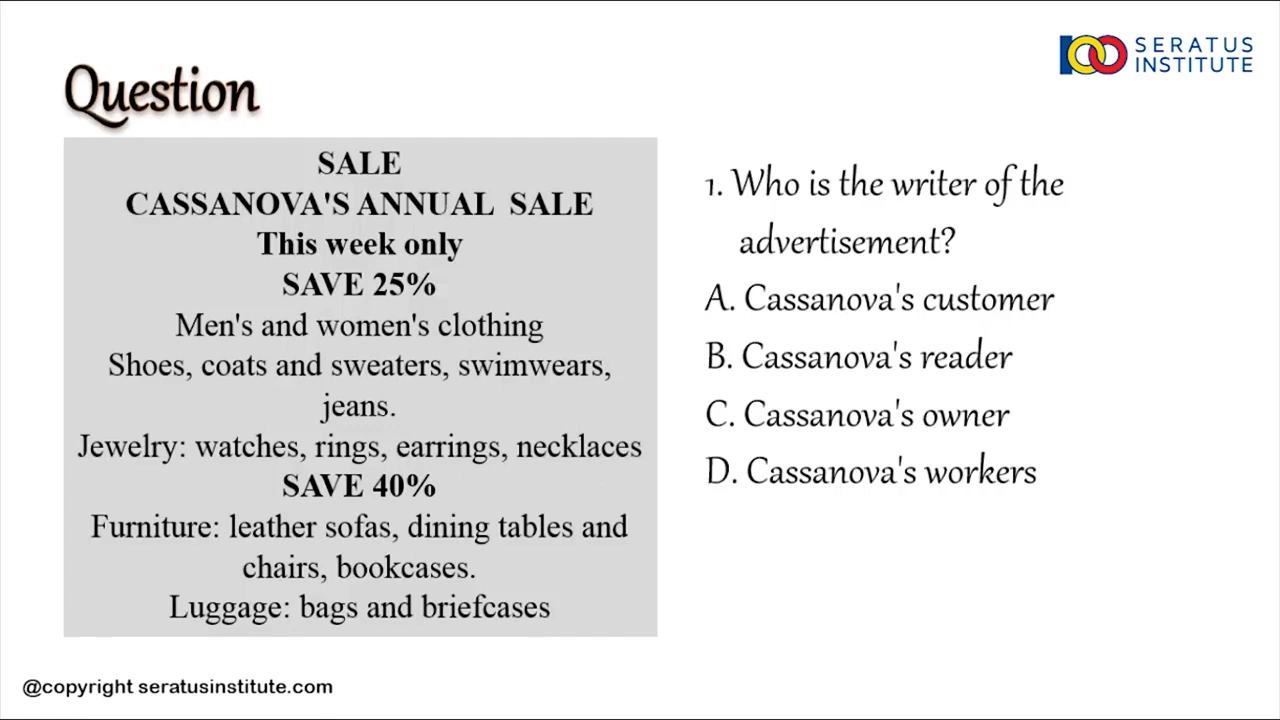 SERATUS
INSTITUTE
Question
SALE
CASSANOVA'S ANNUAL SALE
This week only
SAVE 25%
Men's and women's clothing
Shoes, coats and sweaters, swimwears,
jeans.
Jewelry: watches, rings, earrings, necklaces
SAVE 40%
Furniture: leather sofas, dining tables and
chairs, bookcases.
Luggage: bags and briefcases
1. Who is the writer of the
advertisement?
A. Cassanova's customer
B. Cassanova's reader
C. Cassanova's owner
D. Cassanova's workers
@copyright seratusinstitute.com